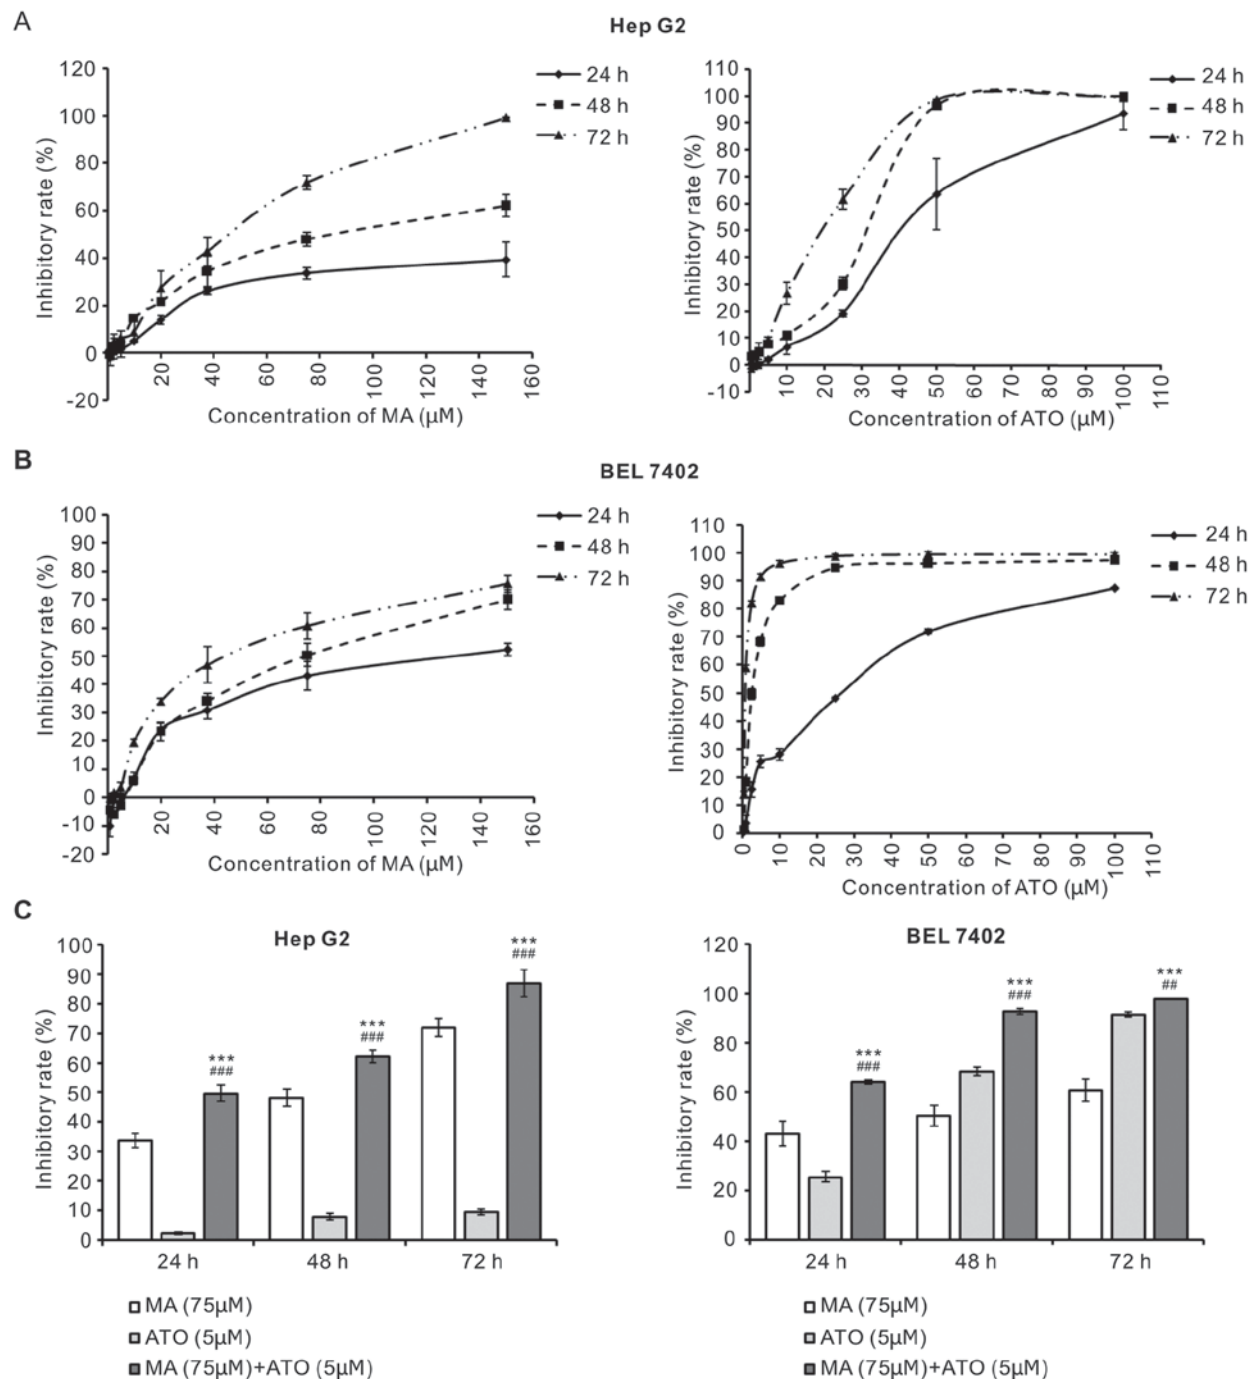 A
Hep G2
120
100
80
60
40
20
0
-20
Inhibitory rate (%)
20
40
60
80
100
120
140
160
Concentration of MA (μM)
24 h
48 h
72 h
110
100
90
80
70
60
50
40
30
20
10
0
-10
Inhibitory rate (%)
10
20
30
40
50
60
70
80
90
100
110
Concentration of ATO (μM)
24 h
48 h
72 h
B
BEL 7402
100
90
80
70
60
50
40
30
20
10
0
-10
-20
Inhibitory rate (%)
20
40
60
80
100
120
140
160
Concentration of MA (μM)
24 h
48 h
72 h
110
100
90
80
70
60
50
40
30
20
10
0
Inhibitory rate (%)
0
10
20
30
40
50
60
70
80
90
100
110
Concentration of ATO (μM)
24 h
48 h
72 h
C
Hep G2
100
90
80
70
60
50
40
30
20
10
0
Inhibitory rate (%)
***
###
***
###
***
###
24 h
48 h
72 h
MA (75μM)
ATO (5μM)
MA (75μM)+ATO (5μM)
BEL 7402
120
100
80
60
40
20
0
Inhibitory rate (%)
***
###
***
###
***
##
24 h
48 h
72 h
MA (75μM)
ATO (5μM)
MA (75μM)+ATO (5μM)